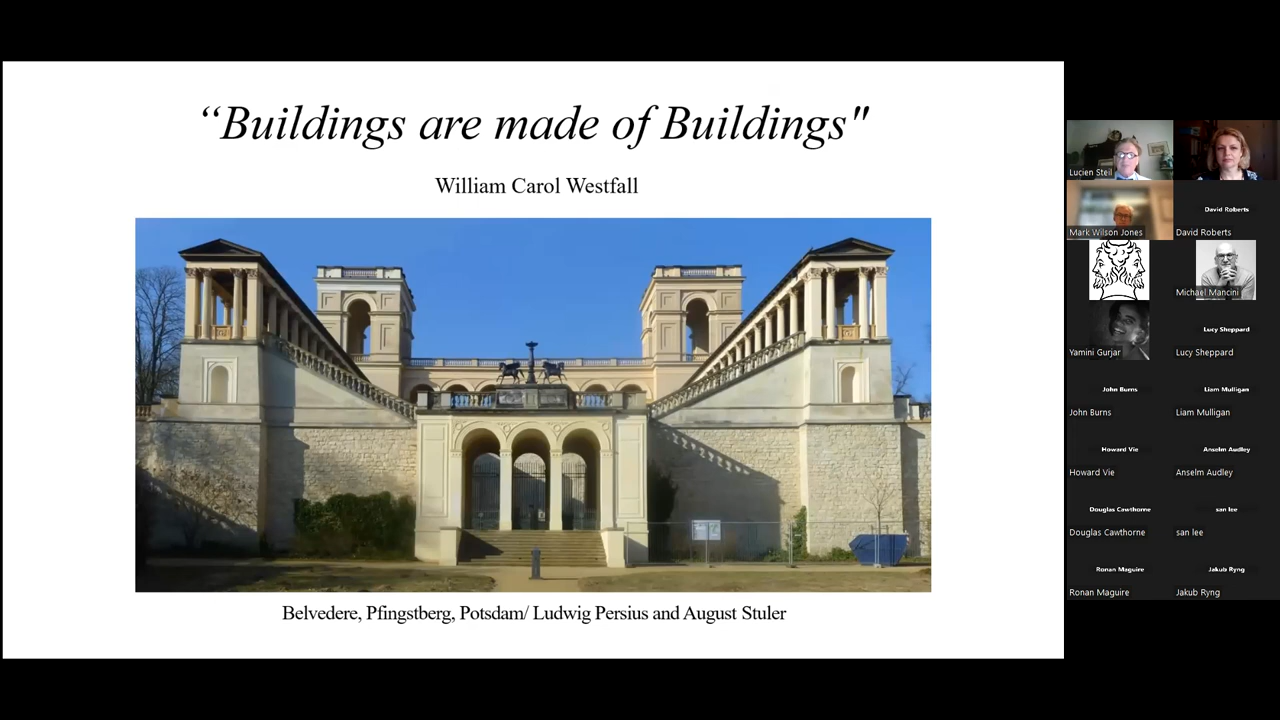 “Buildings are made of Buildings"
William Carol Westfall
Belvedere, Pfingstberg, Potsdam/ Ludwig Persius and August Stuler
Lucien Steil
Mark Wilson Jones
David Roberts
David Roberts
Michael Mancini
Yamini Gurjar
Lucy Sheppard
Lucy Sheppard
John Burns
John Burns
Liam Mulligan
Liam Mulligan
Howard Vie
Howard Vie
Anselm Audley
Anselm Audley
Douglas Cawthorne
Douglas Cawthorne
san lee
san lee
Ronan Maguire
Ronan Maguire
Jakub Ryng
Jakub Ryng